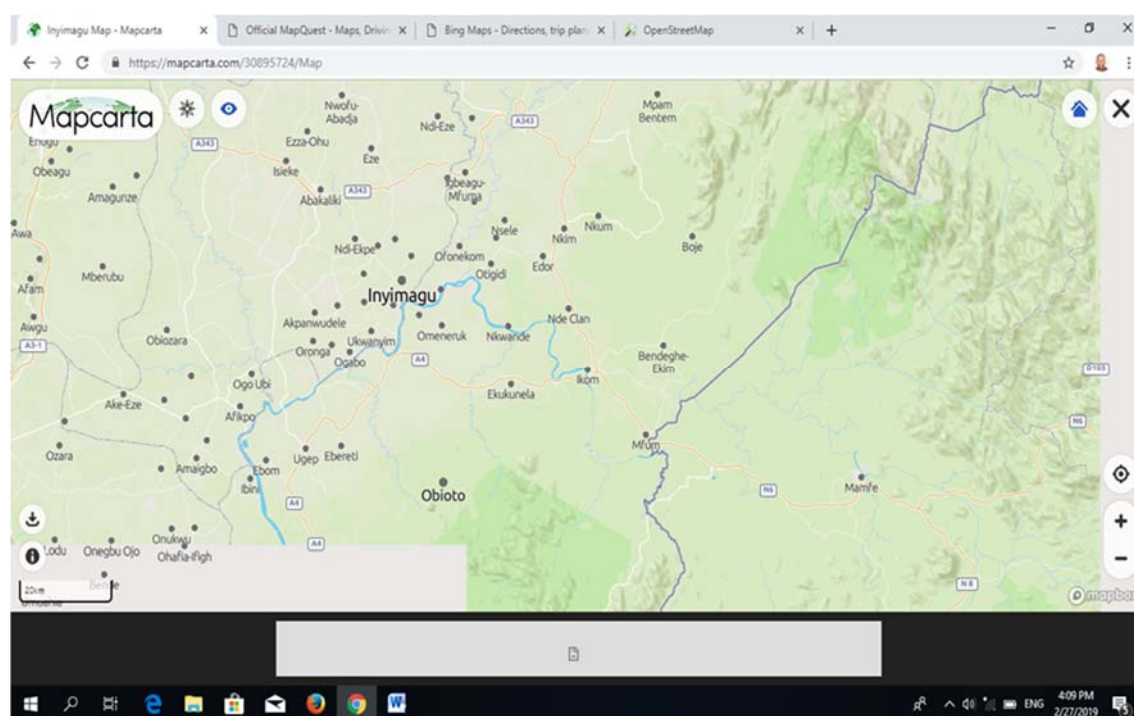 Inyimagu Map - Mapcarta
Official MapQuest - Maps, Drivin
Bing Maps - Directions, trip plan
OpenStreetMap
https://mapcarta.com/30895724/Map
Mapcarta
Nwofu-
Abadja
Ndi-Eze
A343
Mpam
Bentem
Enugu
A343
Ezza-Ohu
Eze
Obeagu
Isieke
Igbeagu-
Mfuma
Amagunze
Abakaliki
A343
Awa
Nsele
Nkim
Nkum
Ndi-Ekpe
Ofonekom
Boje
Mberubu
Otigidi
Edor
Afam
Inyimagu
Awgu
Akpanwudele
Nde Clan
A3-1
Obiozara
Ukwanyim
Omeneruk
Nkwande
Oronga
Ogabo
A4
Bendeghe-
Ekim
D103
Ogo Ubi
Ikom
Ake-Eze
Ekukunela
Afikpo
N6
Mfum
Ozara
Ugep
Ebereti
Amaigbo
Ebom
Ibini
Obioto
N6
Mamfe
A4
Onukwu
A4
Onegbu Ojo
Ohafia-Ifigh
Bende
20km
N8
ENG
4:09 PM
2/27/2019